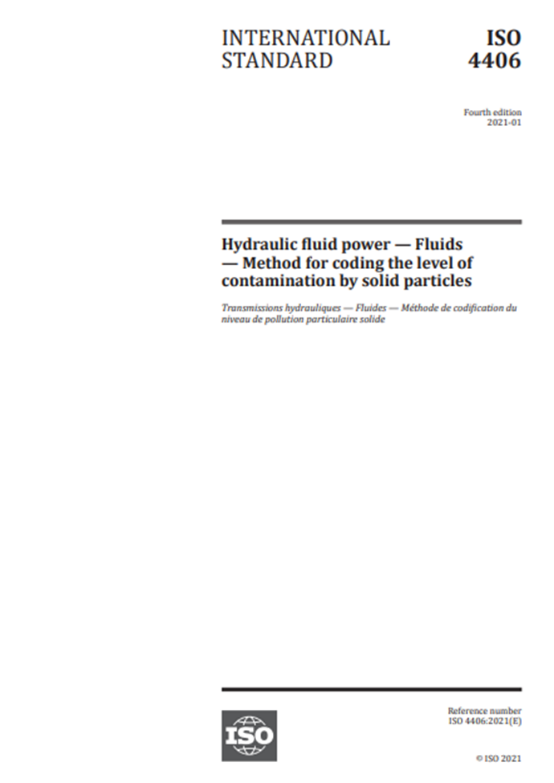 INTERNATIONAL
STANDARD
ISO
4406
Fourth edition
2021-01
Hydraulic fluid power — Fluids
— Method for coding the level of
contamination by solid particles
Transmissions hydrauliques — Fluides — Méthode de codification du
niveau de pollution particulaire solide
ISO
Reference number
ISO 4406:2021(E)
© ISO 2021